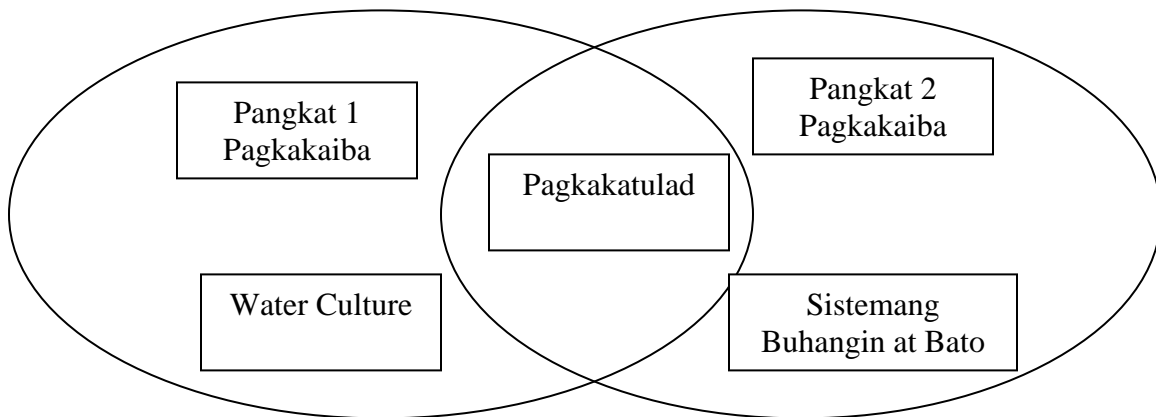 Pangkat 1
Pagkakaiba
Pangkat 2
Pagkakaiba
Pagkakatulad
Water Culture
Sistemang
Buhangin at Bato